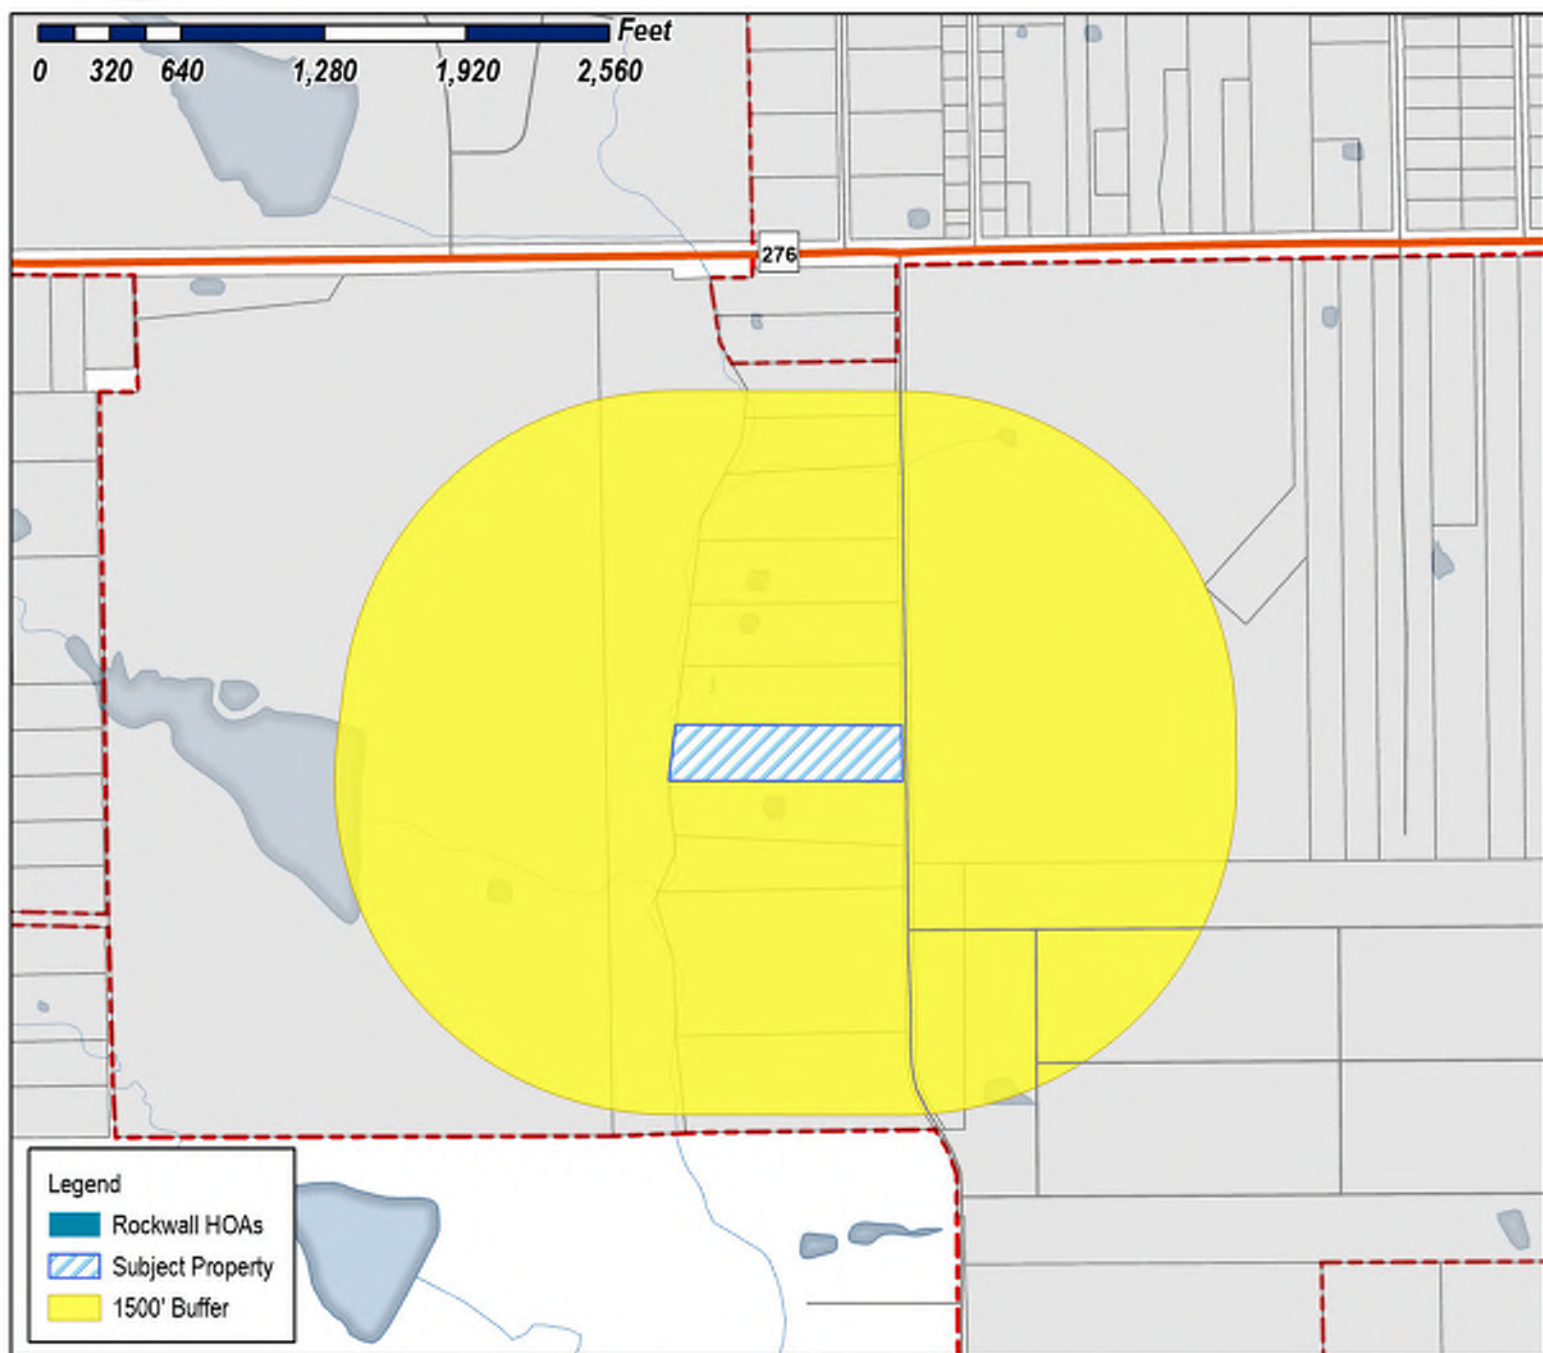 Feet
0 320 640 1,280 1,920 2,560
276
Legend
Rockwall HOAs
Subject Property
1500' Buffer